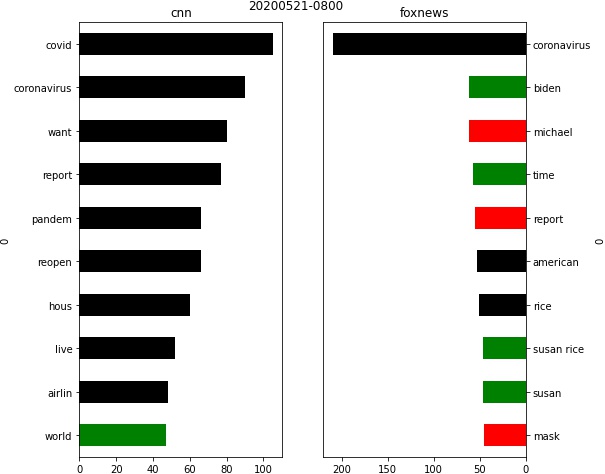 20200521-0800
cnn
foxnews
covid
coronavirus
want
report
pandem
reopen
hous
live
airlin
world
0
0 20 40 60 80 100
coronavirus
biden
michael
time
report
american
rice
susan rice
susan
mask
0
200 150 100 50 0